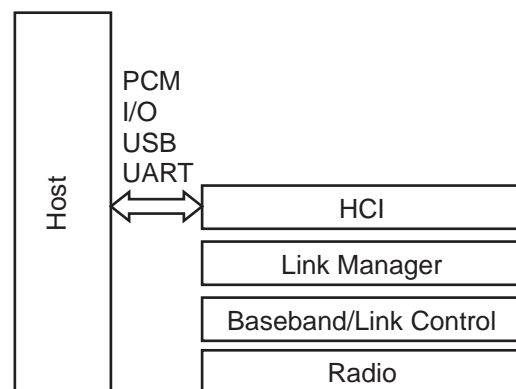 Host
PCM
I/O
USB
UART
HCI
Link Manager
Baseband/Link Control
Radio